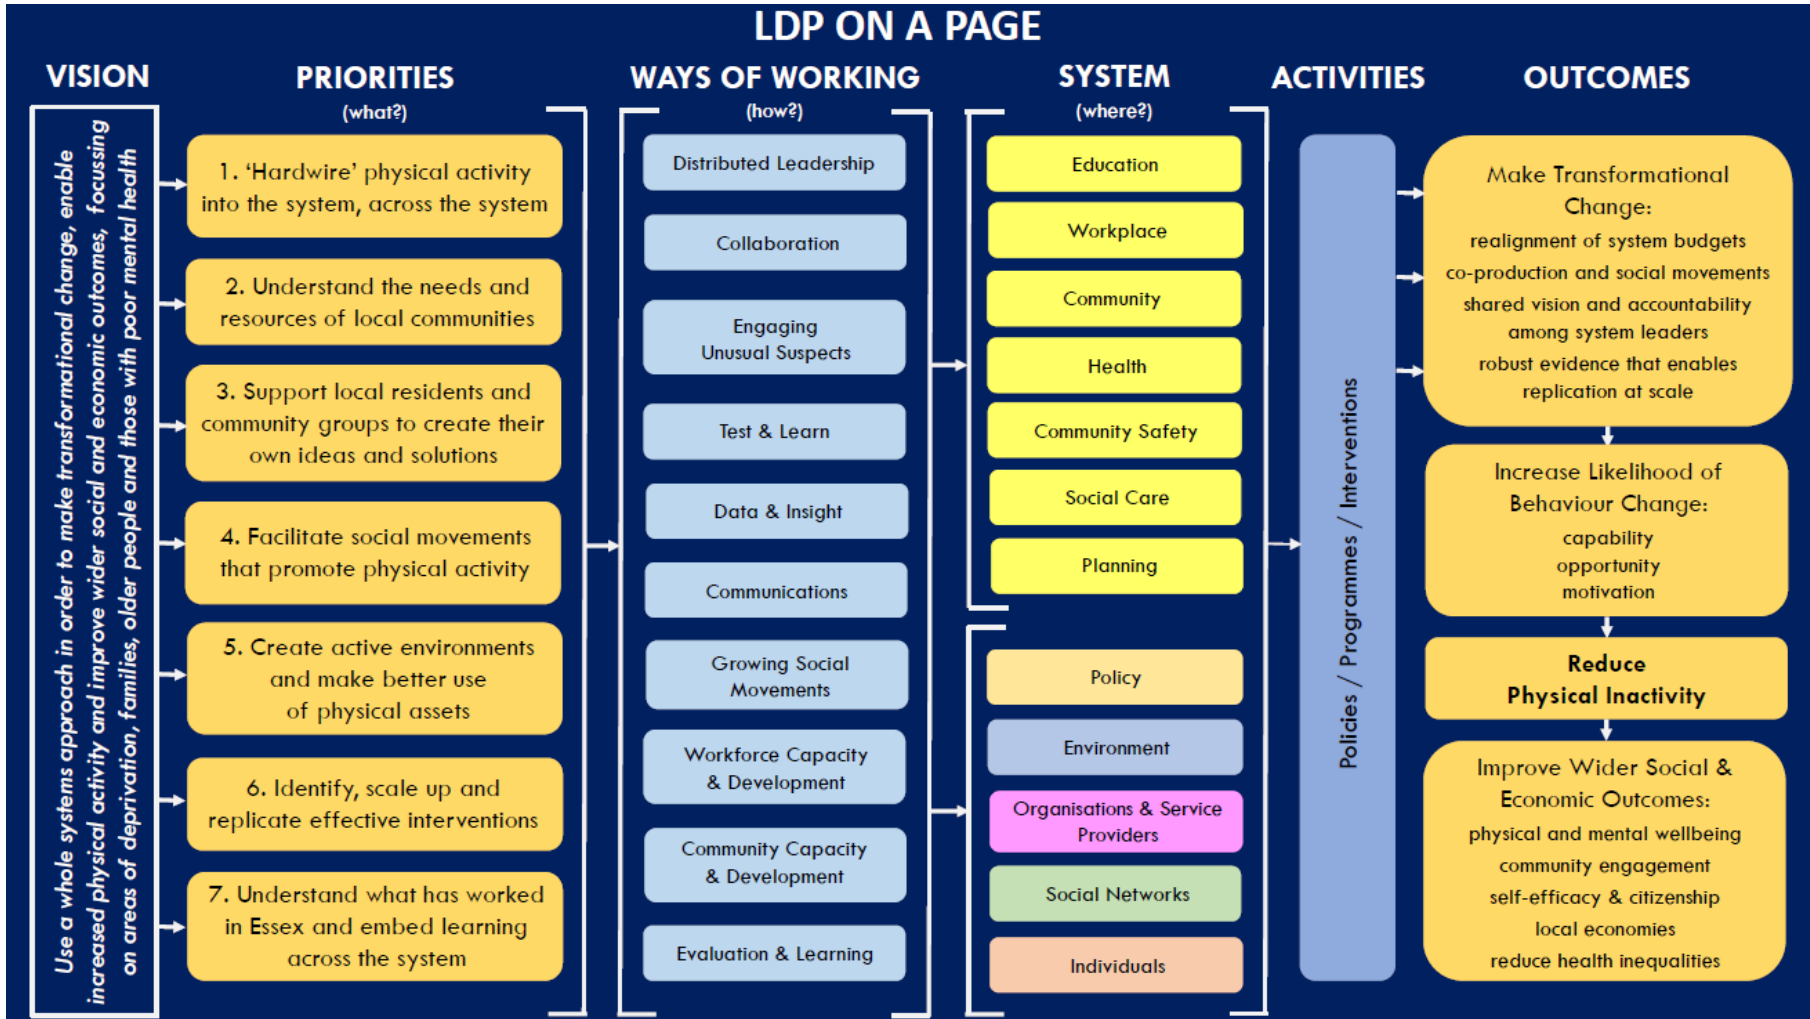 LDP ON A PAGE
VISION
Use a whole systems approach in order to make transformational change, enable
increased physical activity and improve wider social and economic outcomes, focussing
on areas of deprivation, families, older people and those with poor mental health
PRIORITIES
(what?)
1. ‘Hardwire’ physical activity
into the system, across the system
2. Understand the needs and
resources of local communities
3. Support local residents and
community groups to create their
own ideas and solutions
4. Facilitate social movements
that promote physical activity
5. Create active environments
and make better use
of physical assets
6. Identify, scale up and
replicate effective interventions
7. Understand what has worked
in Essex and embed learning
across the system
WAYS OF WORKING
(how?)
Distributed Leadership
Collaboration
Engaging
Unusual Suspects
Test & Learn
Data & Insight
Communications
Growing Social
Movements
Workforce Capacity
& Development
Community Capacity
& Development
Evaluation & Learning
SYSTEM
(where?)
Education
Workplace
Community
Health
Community Safety
Social Care
Planning
Policy
Environment
Organisations & Service
Providers
Social Networks
Individuals
ACTIVITIES
Policies / Programmes / Interventions
OUTCOMES
Make Transformational
Change:
realignment of system budgets
co-production and social movements
shared vision and accountability
among system leaders
robust evidence that enables
replication at scale
Increase Likelihood of
Behaviour Change:
capability
opportunity
motivation
Reduce
Physical Inactivity
Improve Wider Social &
Economic Outcomes:
physical and mental wellbeing
community engagement
self-efficacy & citizenship
local economies
reduce health inequalities